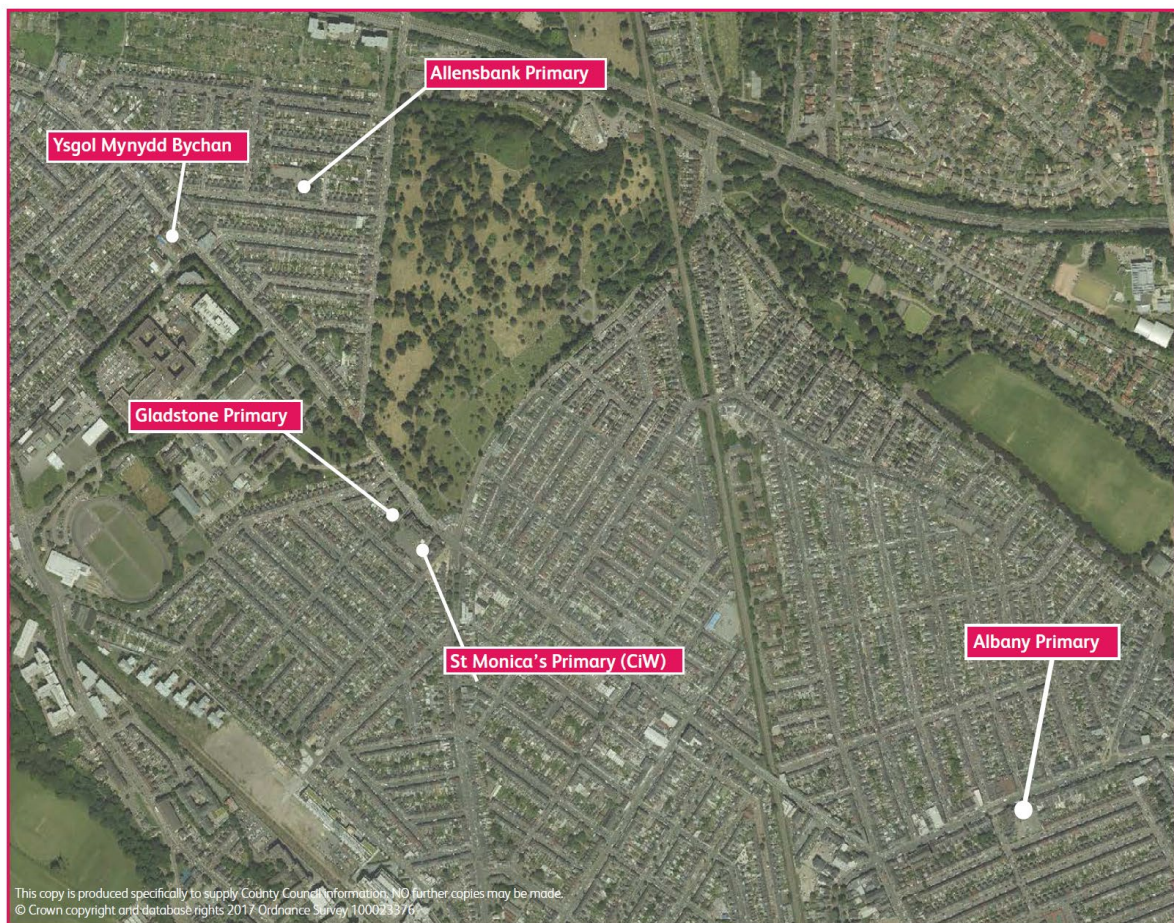 Allensbank Primary
Ysgol Mynydd Bychan
Gladstone Primary
St Monica’s Primary (CiW)
Albany Primary
This copy is produced specifically to supply County Council information. NO further copies may be made.
© Crown copyright and database rights 2017 Ordnance Survey 100023376